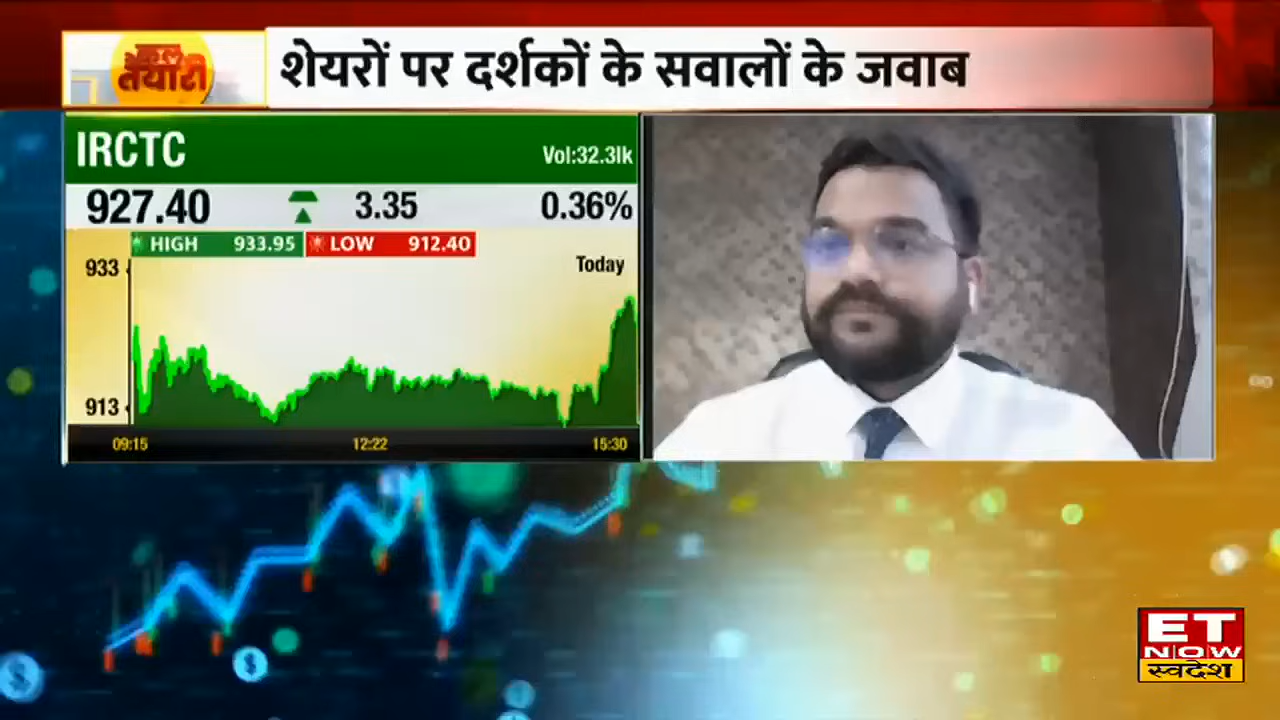 तैयारी
शेयरों पर दर्शकों के सवालों के जवाब
IRCTC
Vol:32.3lk
927.40 3.35 0.36%
HIGH 933.95 LOW 912.40
Today
933
913
09:15 12:22 15:30
ET
NOW
स्वदेश